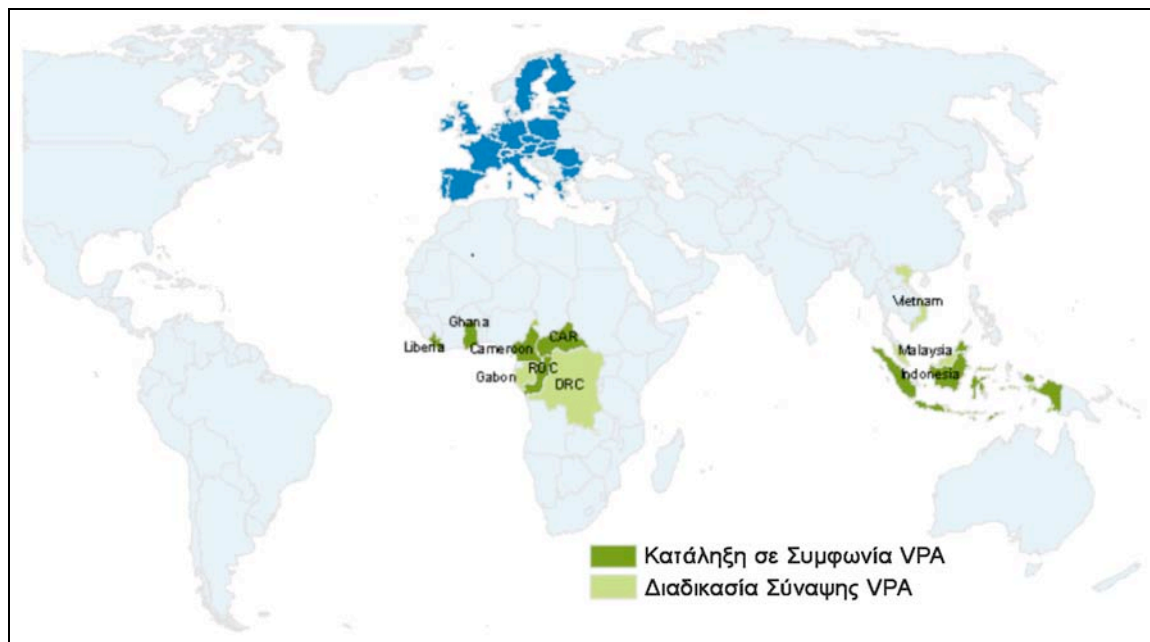 Vietnam
Ghana
Liberia
Cameroon
CAR
Malaysia
ROC
Gabon
DRC
Indonesia
Κατάληξη σε Συμφωνία VPA
Διαδικασία Σύναψης VPA